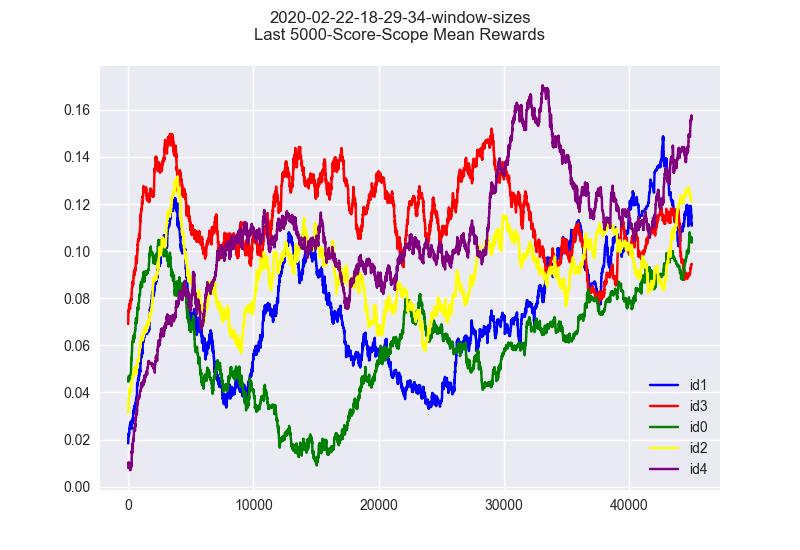 2020-02-22-18-29-34-window-sizes
Last 5000-Score-Scope Mean Rewards
0.16
0.14
0.12
0.10
0.08
0.06
0.04
0.02
0.00
0 10000 20000 30000 40000
id1
id3
id0
id2
id4